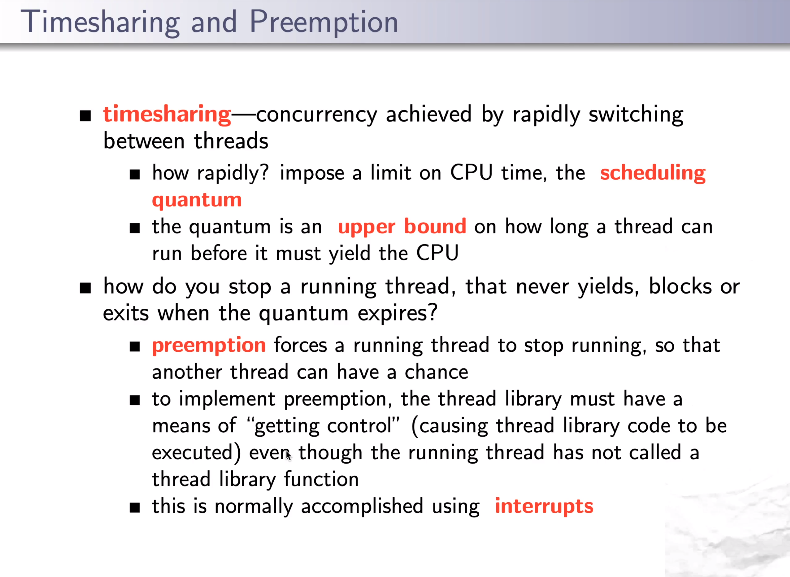 Timesharing and Preemption
■ timesharing—concurrency achieved by rapidly switching
between threads
■ how rapidly? impose a limit on CPU time, the scheduling
quantum
■ the quantum is an upper bound on how long a thread can
run before it must yield the CPU
■ how do you stop a running thread, that never yields, blocks or
exits when the quantum expires?
■ preemption forces a running thread to stop running, so that
another thread can have a chance
■ to implement preemption, the thread library must have a
means of “getting control” (causing thread library code to be
executed) even though the running thread has not called a
thread library function
■ this is normally accomplished using interrupts